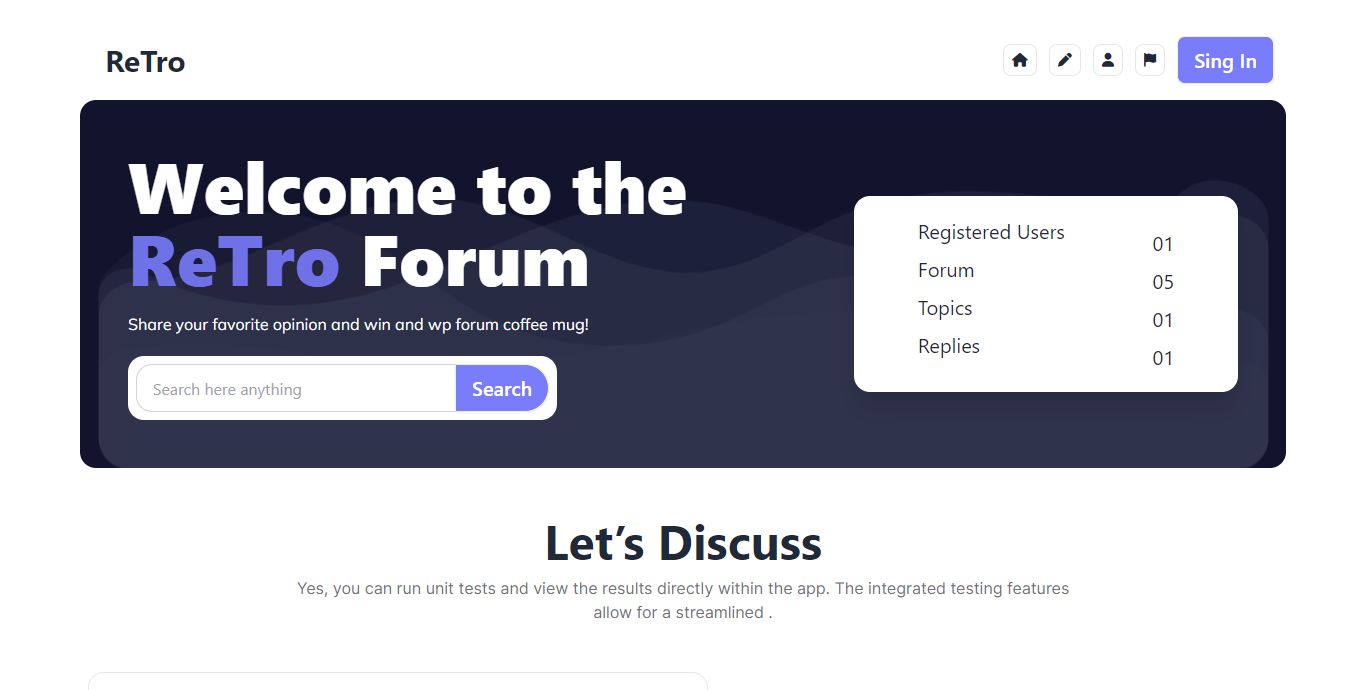 ReTro
Sing In
Welcome to the
ReTro Forum
Share your favorite opinion and win and wp forum coffee mug!
Search here anything
Search
Registered Users
01
Forum
05
Topics
01
Replies
01
Let’s Discuss
Yes, you can run unit tests and view the results directly within the app. The integrated testing features
allow for a streamlined .